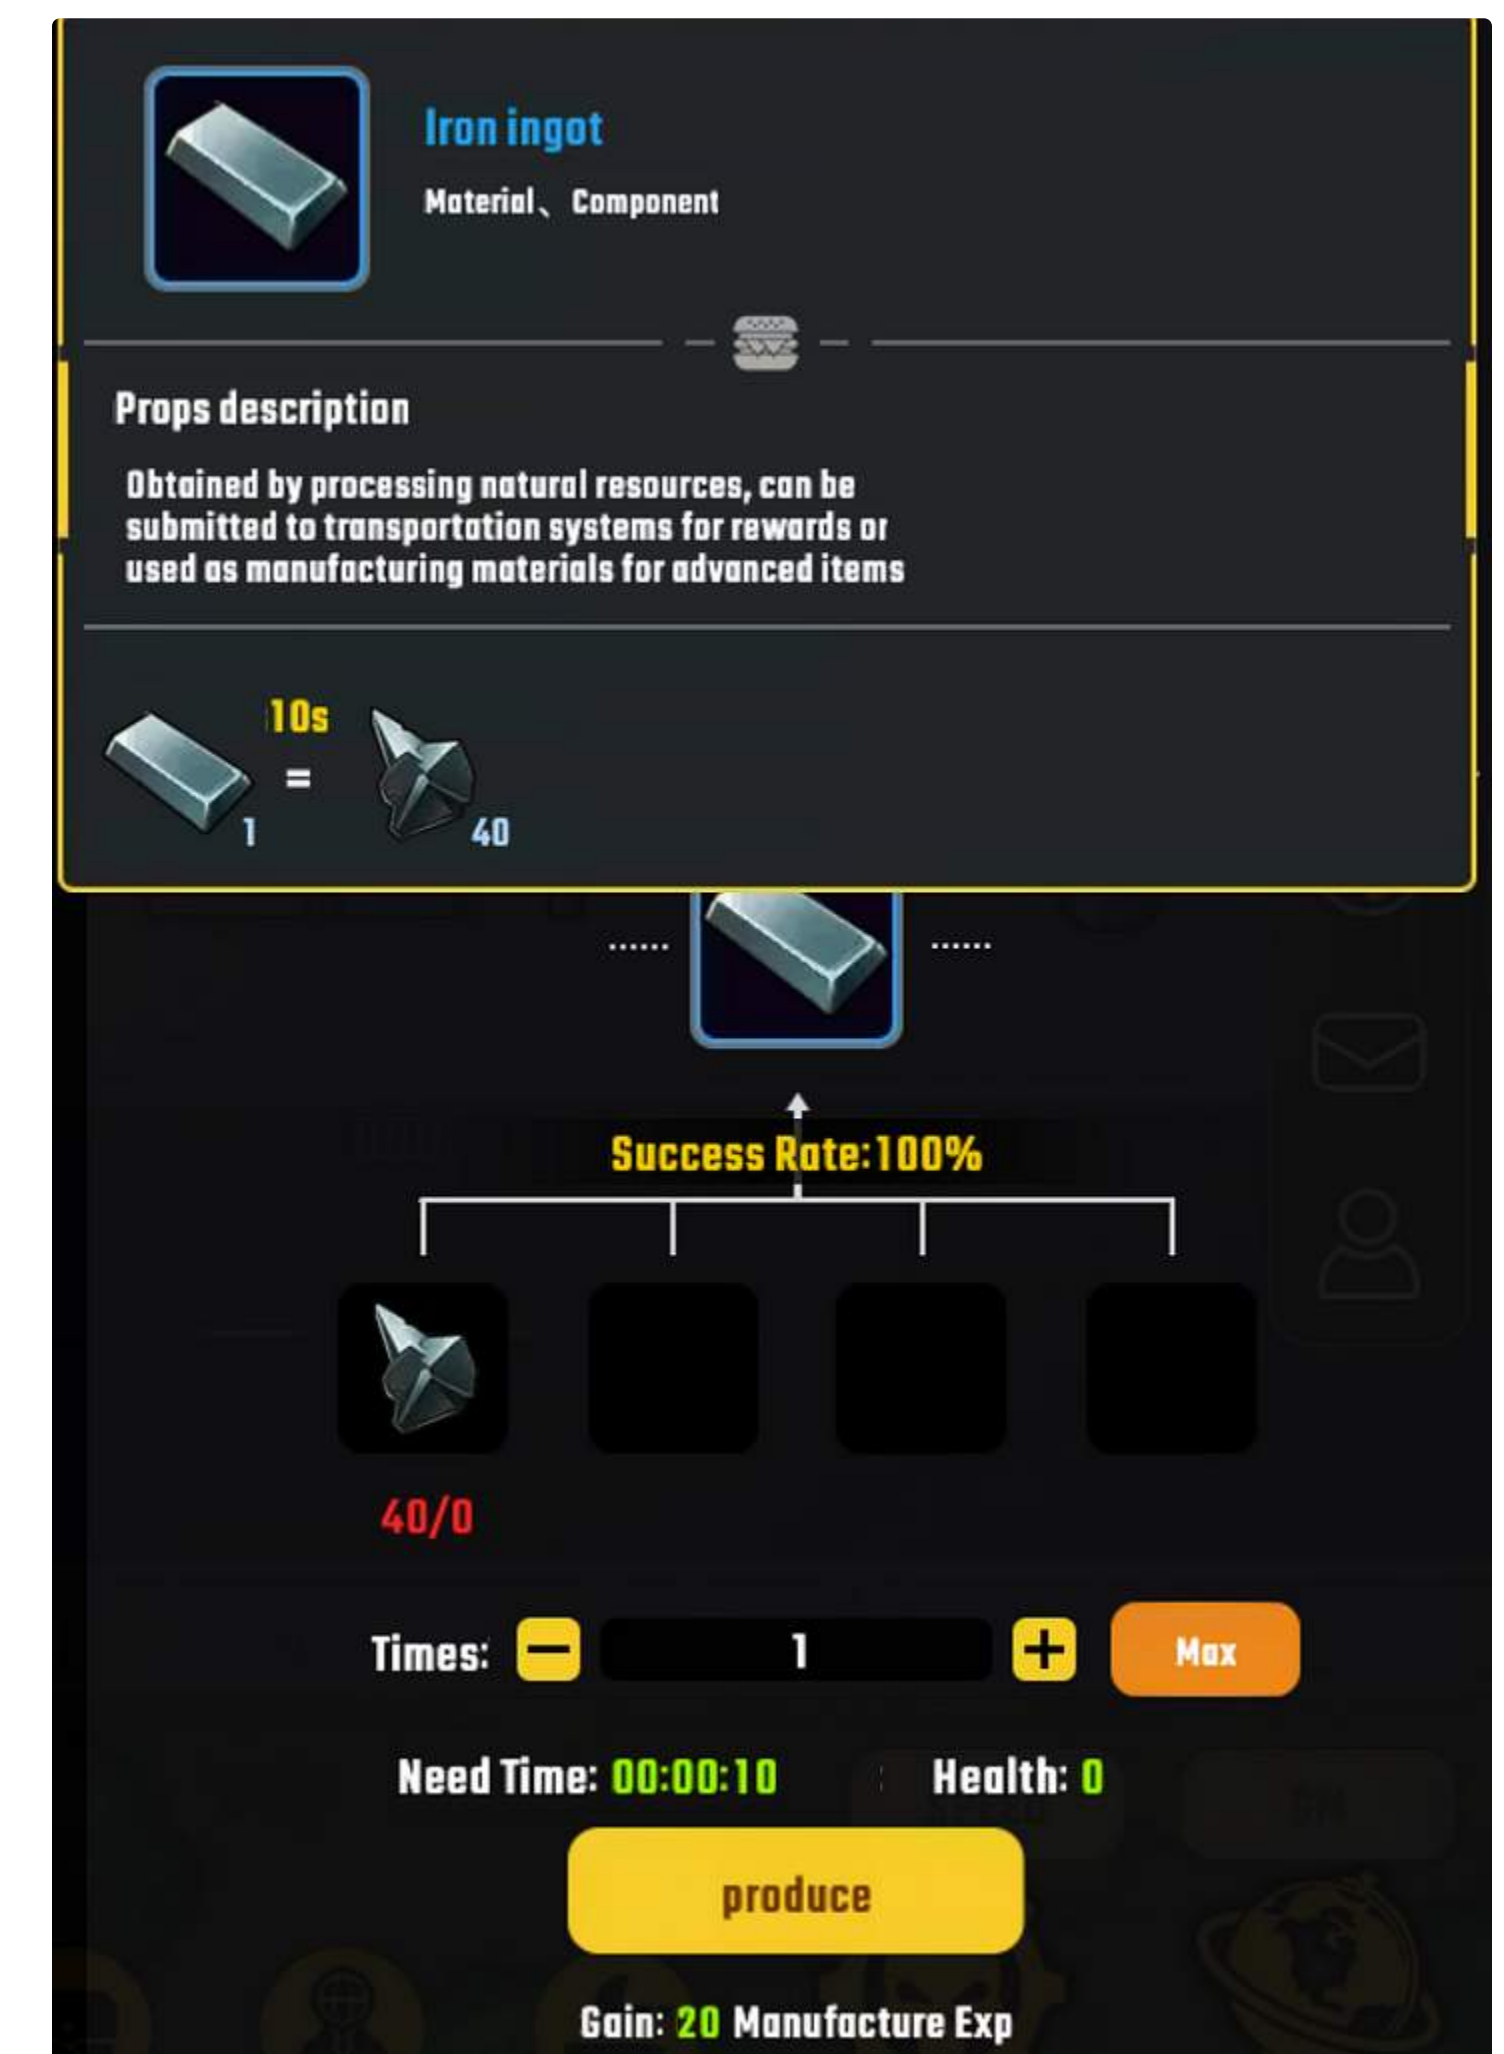 Iron ingot
Material、Component
Props description
Obtained by processing natural resources, can be
submitted to transportation systems for rewards or
used as manufacturing materials for advanced items
10s
=
1
40
Success Rate:100%
40/0
Times:
1
Max
Need Time: 00:00:10
Health: 0
produce
Gain: 20 Manufacture Exp